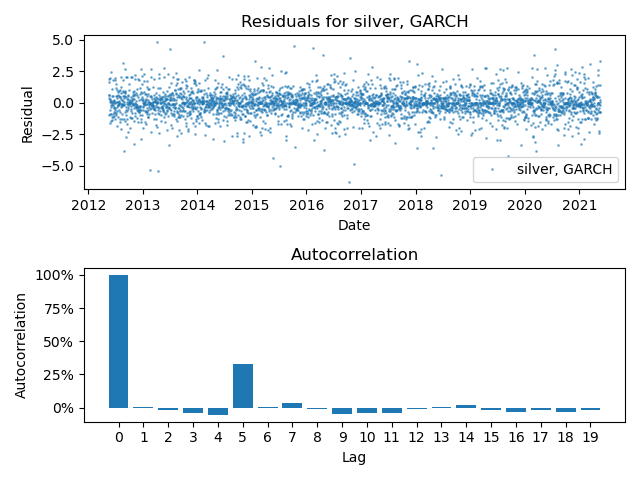 Residuals for silver, GARCH
5.0
2.5
0.0
−2.5
−5.0
Residual
silver, GARCH
2012 2013 2014 2015 2016 2017 2018 2019 2020 2021
Date
Autocorrelation
100%
75%
50%
25%
0%
Autocorrelation
0 1 2 3 4 5 6 7 8 9 10 11 12 13 14 15 16 17 18 19
Lag